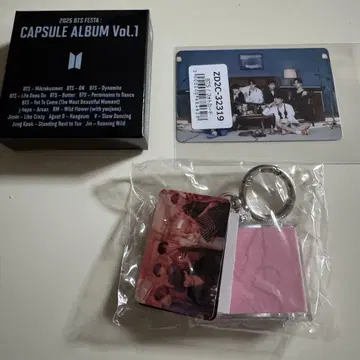 2025 BTS FESTA
CAPSULE ALBUM Vol.1
BTS - Mikrokosmos BTS - ON BTS - Dynamite
BTS - Life Goes On BTS - Butter BTS - Permission to Dance
BTS - Yet To Come (The Most Beautiful Moment)
j-hope - Arson RM - Wild Flower (with youjeen)
Jimin - Like Crazy Agust D - Haegeum V - Slow Dancing
Jung Kook - Standing Next to You Jin - Running Wild
ZD2C-32319